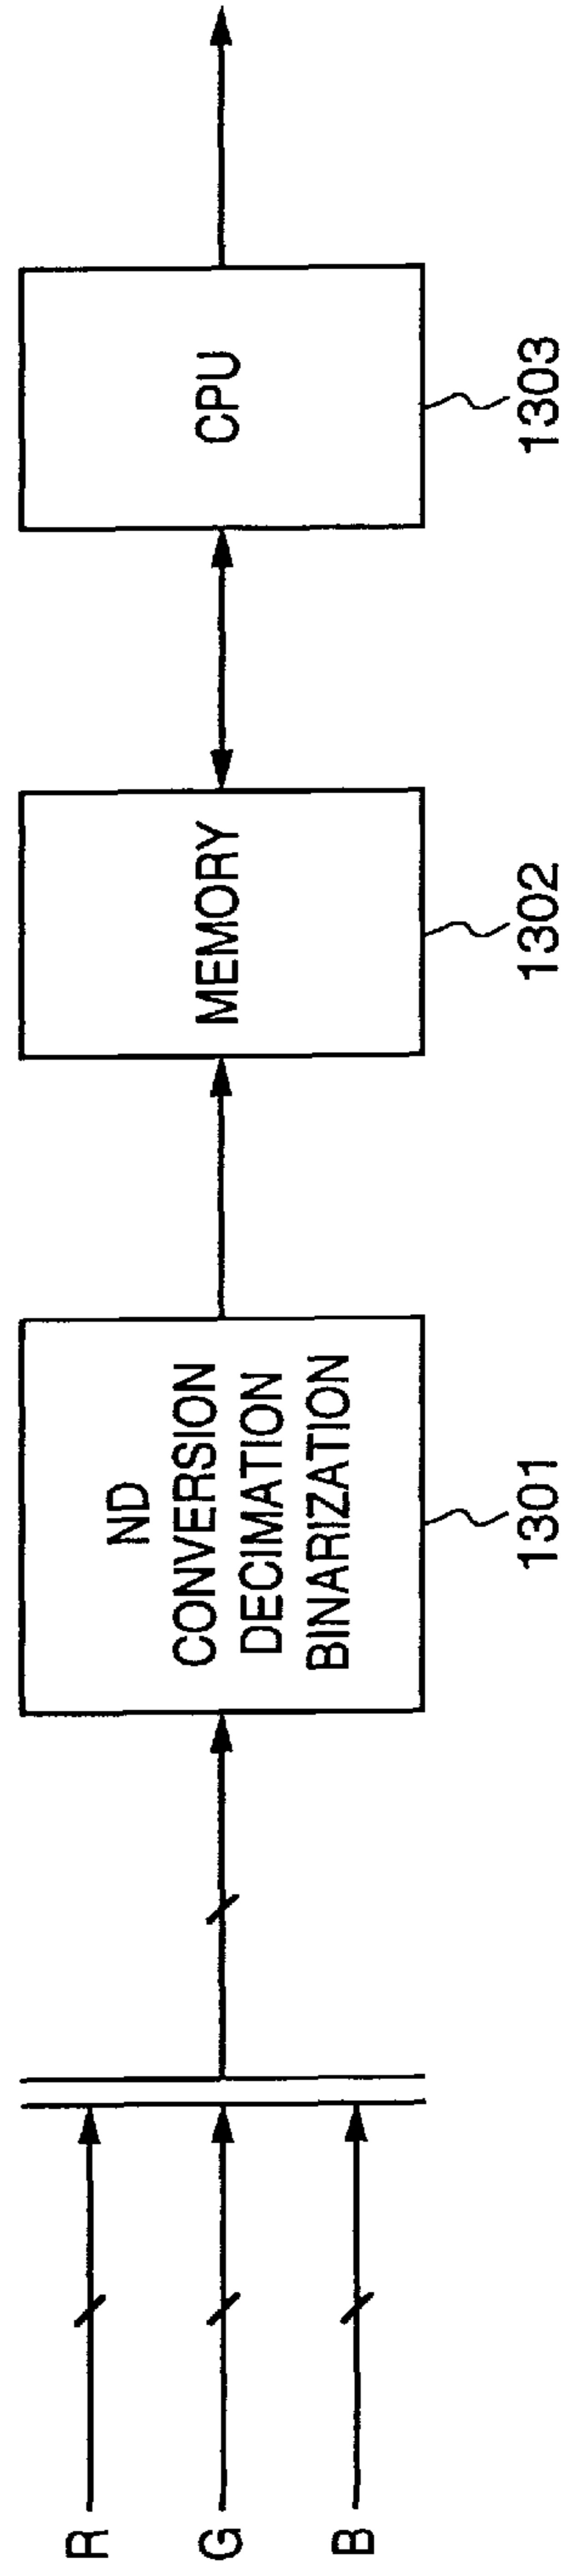 R
G
B
ND
CONVERSION
DECIMATION
BINARIZATION
1301
MEMORY
1302
CPU
1303